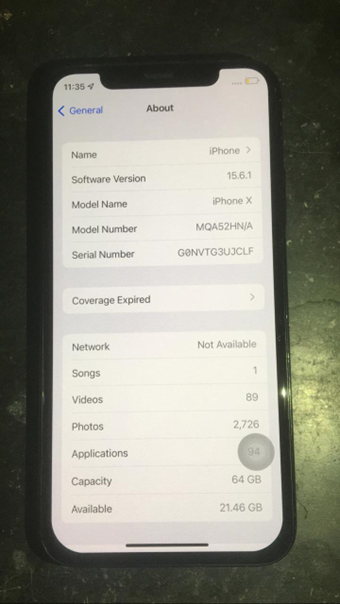 11:35
General
About
Name iPhone
Software Version 15.6.1
Model Name iPhone X
Model Number MQA52HN/A
Serial Number G0NVTG3UJCLF
Coverage Expired
Network Not Available
Songs 1
Videos 89
Photos 2,726
Applications 94
Capacity 64 GB
Available 21.46 GB